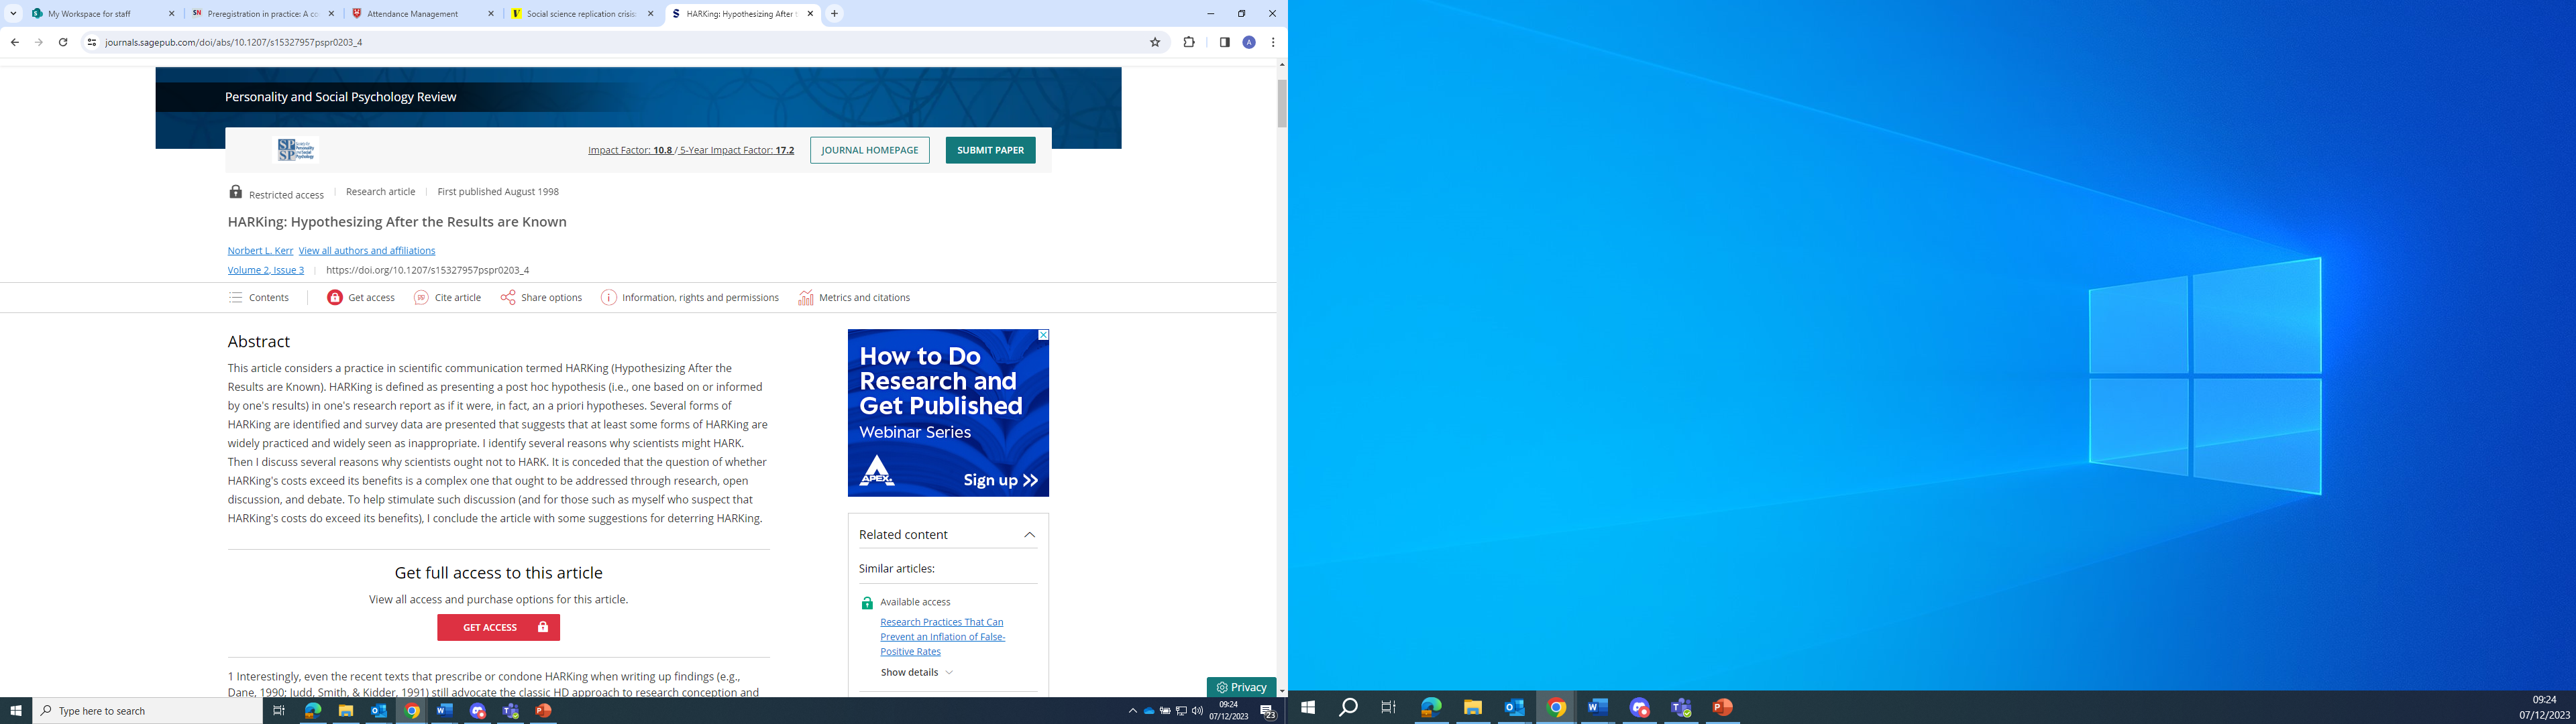 My Workspace for staff
Preregistration in practice: A co
Attendance Management
Social science replication crisis
HARKing: Hypothesizing After t
journals.sagepub.com/doi/abs/10.1207/s15327957pspr0203_4
A
Personality and Social Psychology Review
Impact Factor: 10.8 / 5-Year Impact Factor: 17.2
JOURNAL HOMEPAGE
SUBMIT PAPER
Restricted access
Research article
First published August 1998
HARKing: Hypothesizing After the Results are Known
Norbert L. Kerr View all authors and affiliations
Volume 2, Issue 3
https://doi.org/10.1207/s15327957pspr0203_4
Contents
Get access
Cite article
Share options
Information, rights and permissions
Metrics and citations
Abstract
This article considers a practice in scientific communication termed HARKing (Hypothesizing After the
Results are Known). HARKing is defined as presenting a post hoc hypothesis (i.e., one based on or informed
by one's results) in one's research report as if it were, in fact, an a priori hypotheses. Several forms of
HARKing are identified and survey data are presented that suggests that at least some forms of HARKing are
widely practiced and widely seen as inappropriate. I identify several reasons why scientists might HARK.
Then I discuss several reasons why scientists ought not to HARK. It is conceded that the question of whether
HARKing's costs exceed its benefits is a complex one that ought to be addressed through research, open
discussion, and debate. To help stimulate such discussion (and for those such as myself who suspect that
HARKing's costs do exceed its benefits), I conclude the article with some suggestions for deterring HARKing.
Get full access to this article
View all access and purchase options for this article.
GET ACCESS
1 Interestingly, even the recent texts that prescribe or condone HARKing when writing up findings (e.g.,
Dane, 1990; Judd, Smith, & Kidder, 1991) still advocate the classic HD approach to research conception and
How to Do
Research and
Get Published
Webinar Series
APEX
Sign up >>
Related content
Similar articles:
Available access
Research Practices That Can
Prevent an Inflation of False-
Positive Rates
Show details
Privacy
Type here to search
09:24
07/12/2023
23
09:24
07/12/2023